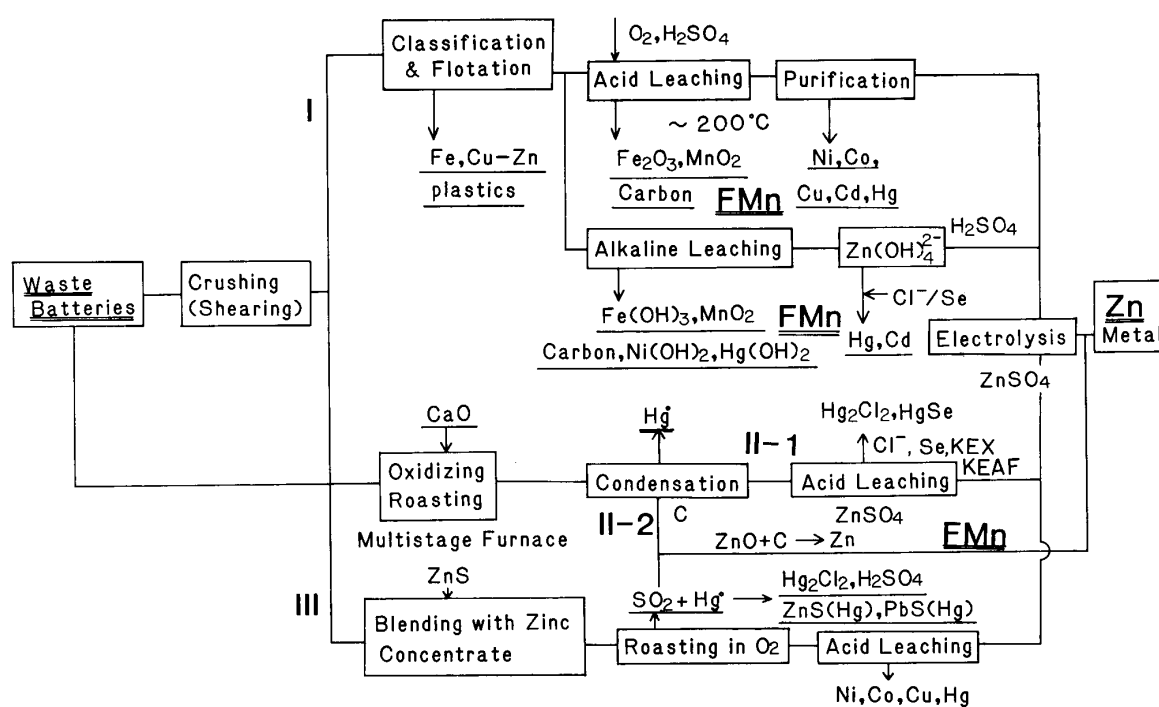 Classification
& Flotation
O₂,H₂SO₄
Acid Leaching
Purification
I
~ 200°C
Fe,Cu–Zn
plastics
Fe₂O₃,MnO₂
Carbon
FMn
Ni,Co,
Cu,Cd,Hg
Alkaline Leaching
Zn(OH)₄²⁻
H₂SO₄
Waste
Batteries
Crushing
(Shearing)
Cl⁻/Se
Fe(OH)₃,MnO₂
FMn
Carbon,Ni(OH)₂,Hg(OH)₂
Hg,Cd
Electrolysis
Zn
Metal
ZnSO₄
CaO
Hg°
Hg₂Cl₂,HgSe
II-1
Cl⁻, Se,KEX
KEAF
Oxidizing
Roasting
Condensation
Acid Leaching
II-2
C
ZnSO₄
Multistage Furnace
ZnO+C → Zn
FMn
ZnS
III
SO₂+Hg°
Hg₂Cl₂,H₂SO₄
ZnS(Hg),PbS(Hg)
Blending with Zinc
Concentrate
Roasting in O₂
Acid Leaching
Ni,Co,Cu,Hg